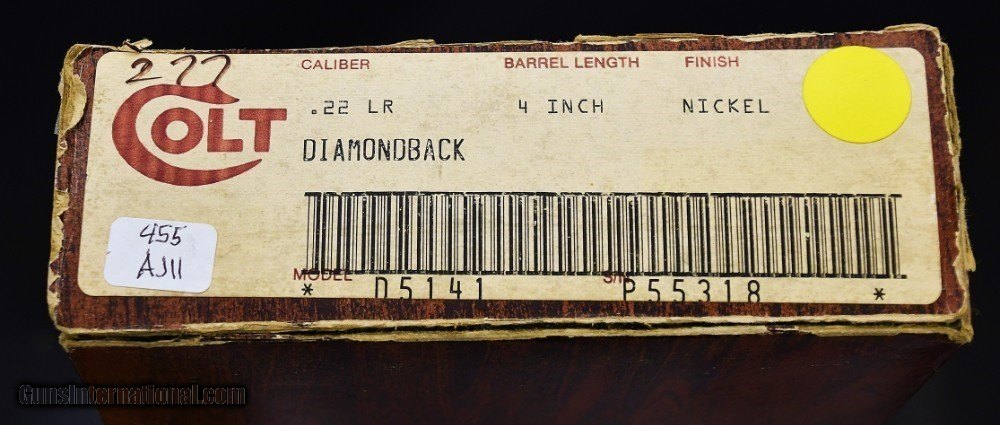 277
COLT
CALIBER BARREL LENGTH FINISH
.22 LR 4 INCH NICKEL
DIAMONDBACK
455
AJ11
MODEL S/N
* D5141 P55318 *
GunsInternational.com